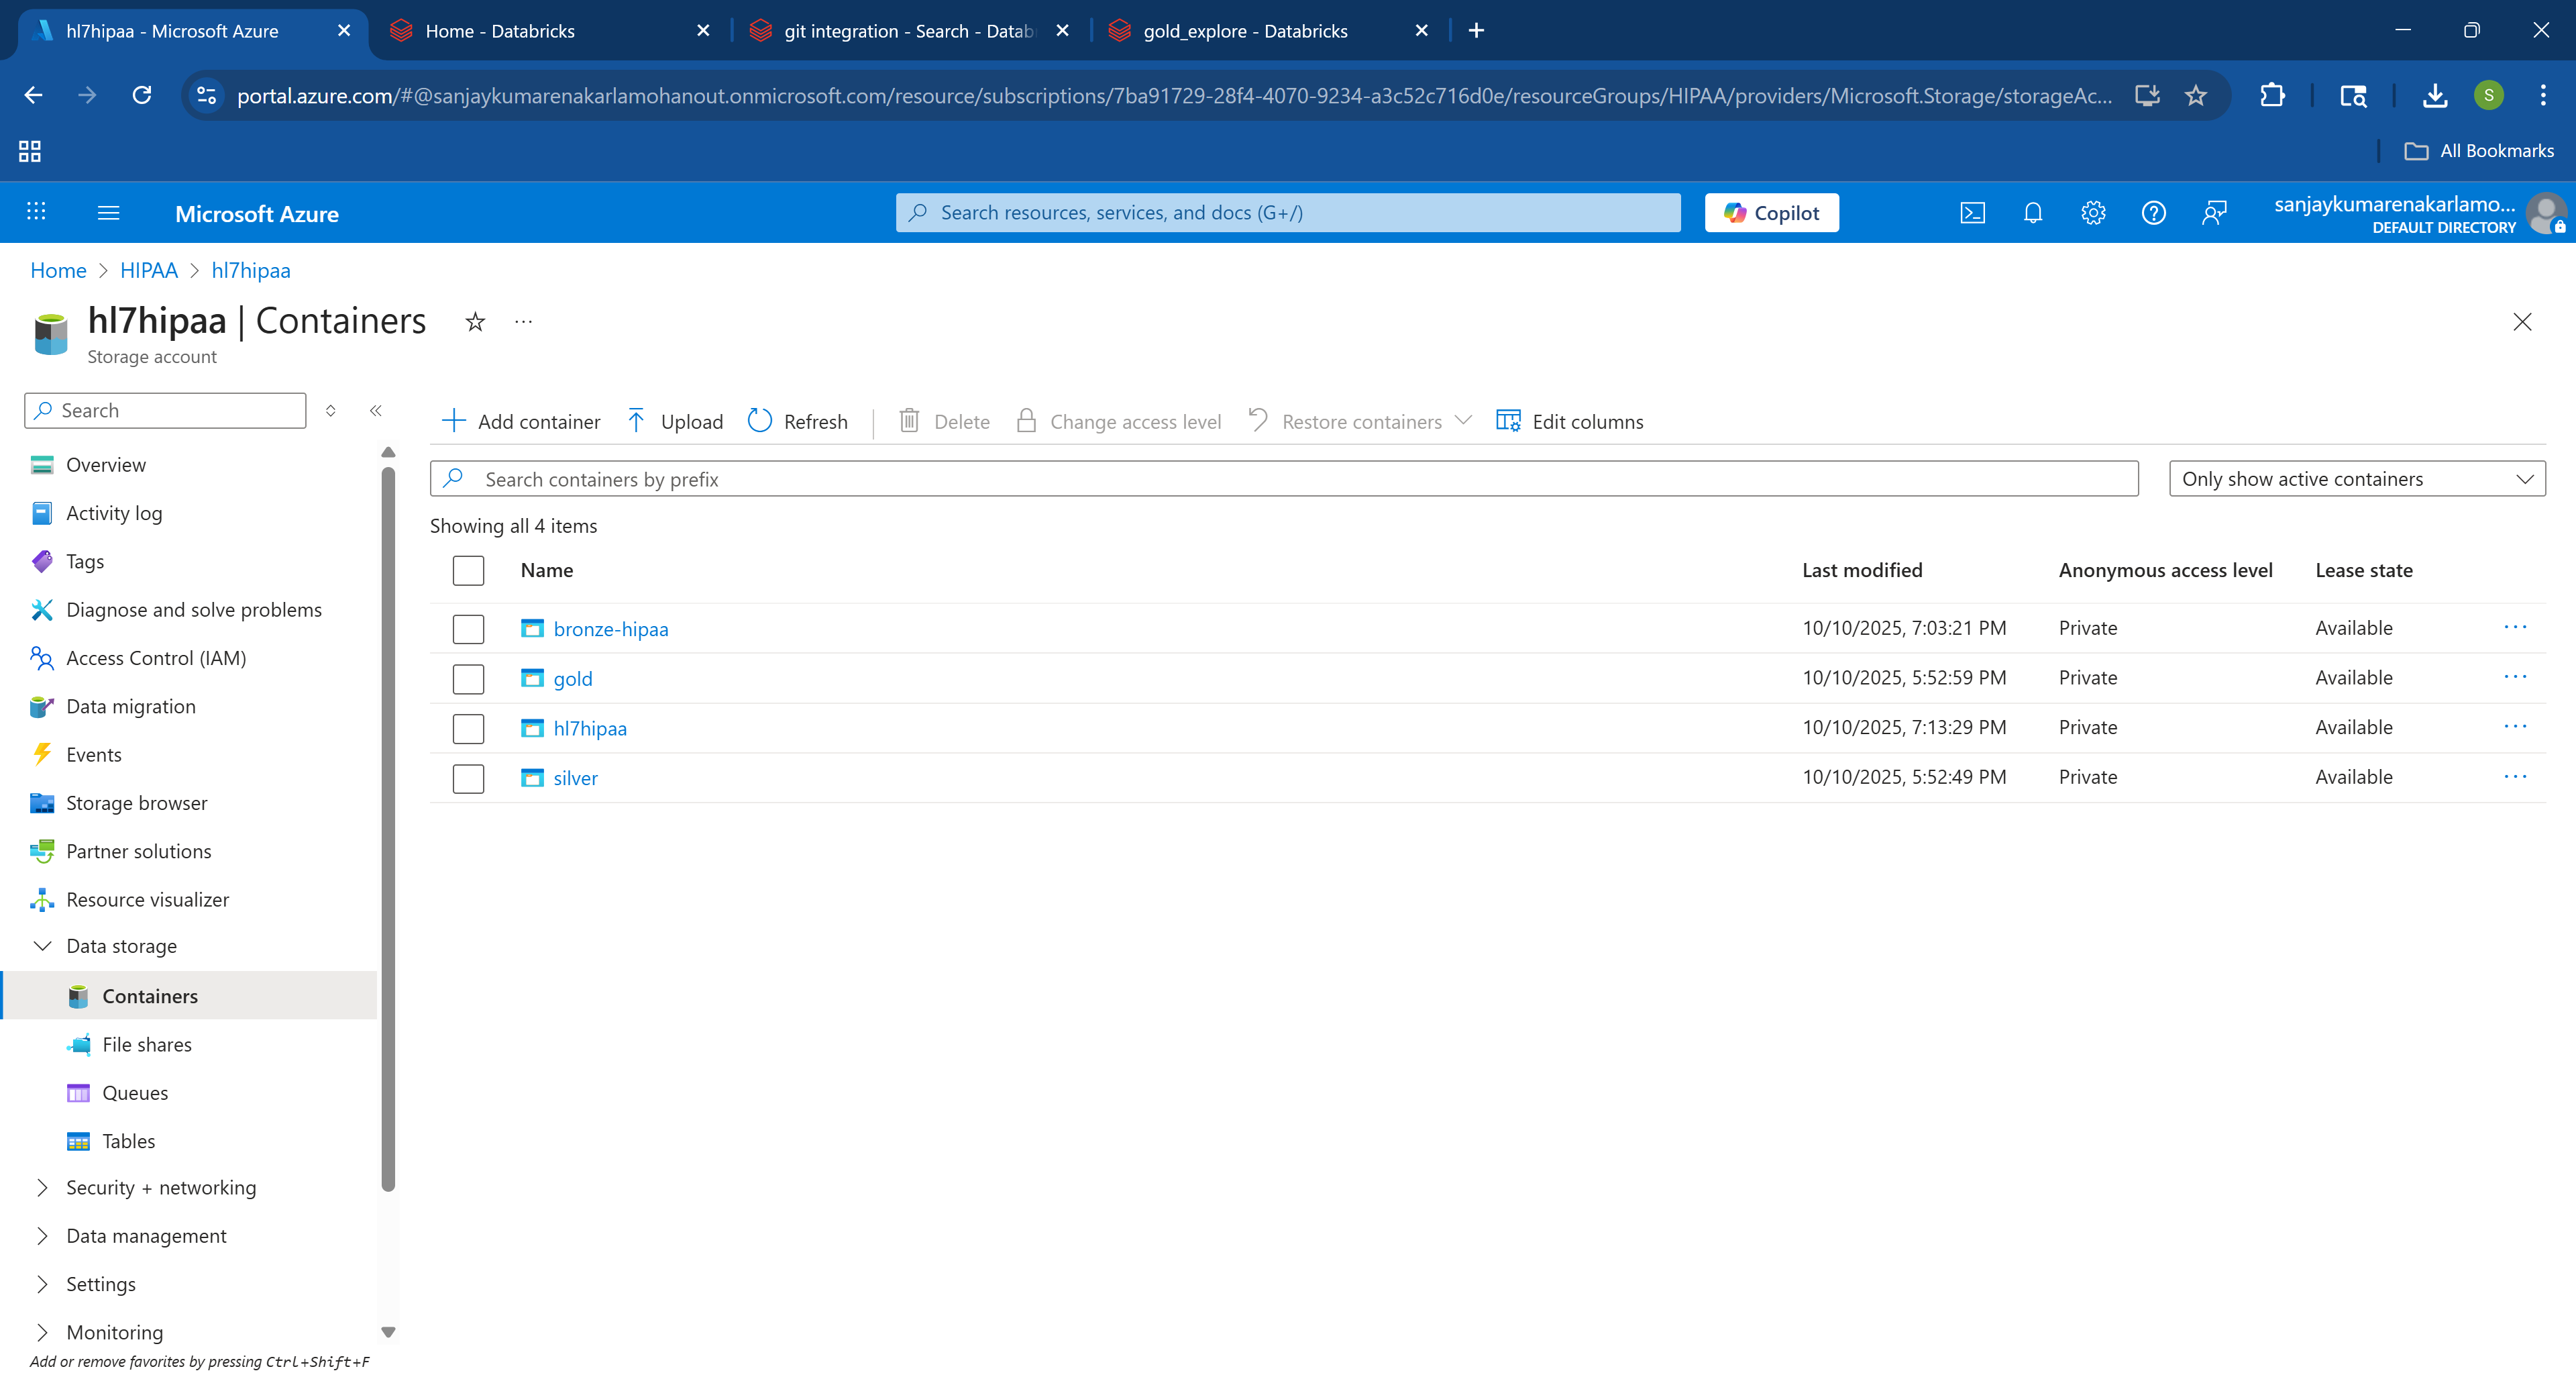 hl7hipaa - Microsoft Azure
Home - Databricks
git integration - Search - Datab
gold_explore - Databricks
portal.azure.com/#@sanjaykumarenakarlamohanout.onmicrosoft.com/resource/subscriptions/7ba91729-28f4-4070-9234-a3c52c716d0e/resourceGroups/HIPAA/providers/Microsoft.Storage/storageAc...
S
All Bookmarks
Microsoft Azure
Search resources, services, and docs (G+/)
Copilot
sanjaykumarenakarlamo...
DEFAULT DIRECTORY
Home > HIPAA > hl7hipaa
hl7hipaa | Containers
Storage account
Search
Add container
Upload
Refresh
Delete
Change access level
Restore containers
Edit columns
Search containers by prefix
Only show active containers
Showing all 4 items
Name Last modified Anonymous access level Lease state
bronze-hipaa 10/10/2025, 7:03:21 PM Private Available
gold 10/10/2025, 5:52:59 PM Private Available
hl7hipaa 10/10/2025, 7:13:29 PM Private Available
silver 10/10/2025, 5:52:49 PM Private Available
Overview
Activity log
Tags
Diagnose and solve problems
Access Control (IAM)
Data migration
Events
Storage browser
Partner solutions
Resource visualizer
Data storage
Containers
File shares
Queues
Tables
Security + networking
Data management
Settings
Monitoring
Add or remove favorites by pressing Ctrl+Shift+F